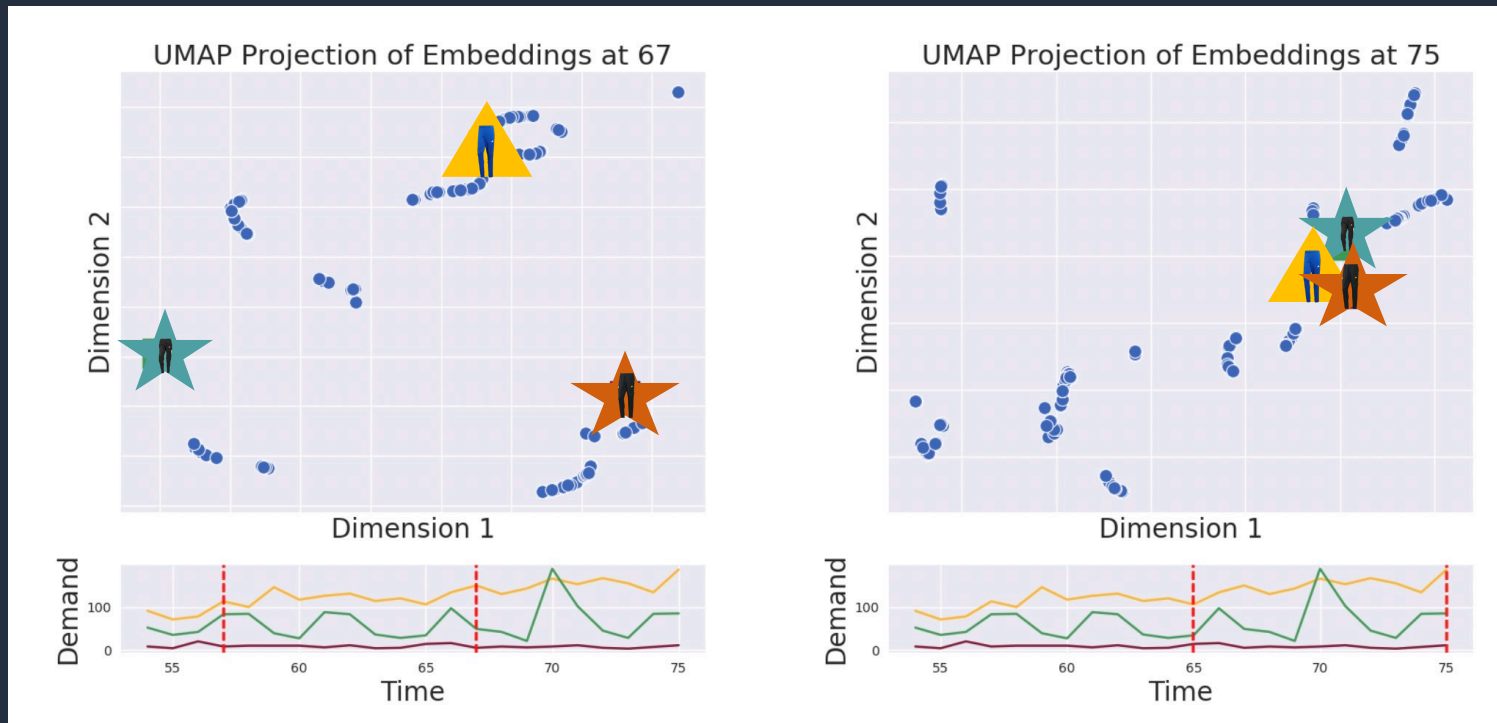 UMAP Projection of Embeddings at 67
Dimension 2
Dimension 1
Demand
100
0
55 60 65 70 75
Time
UMAP Projection of Embeddings at 75
Dimension 2
Dimension 1
Demand
100
0
55 60 65 70 75
Time